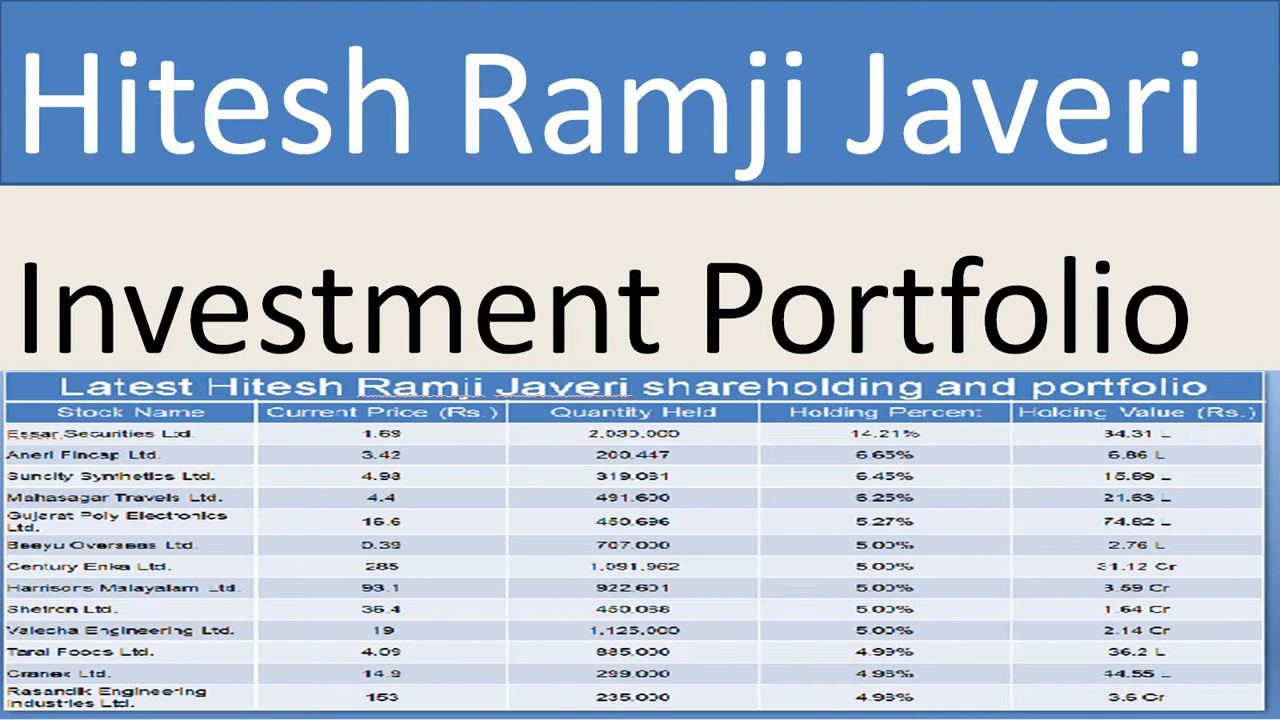 Hitesh Ramji Javeri
Investment Portfolio
Latest Hitesh Ramji Javeri shareholding and portfolio
Stock Name Current Price (Rs.) Quantity Held Holding Percent Holding Value (Rs.)
Essar Securities Ltd. 1.69 2,030,000 14.21% 34.31 L
Aneri Fincap Ltd. 3.42 200,447 6.65% 6.86 L
Suncity Synthetics Ltd. 4.98 319,081 6.45% 15.89 L
Mahasagar Travels Ltd. 4.4 491,600 6.25% 21.63 L
Gujarat Poly Electronics
Ltd. 16.6 450,696 5.27% 74.82 L
Beeyu Overseas Ltd. 0.39 707,000 5.00% 2.76 L
Century Enka Ltd. 285 1,091,962 5.00% 31.12 Cr
Harrisons Malayalam Ltd. 93.1 922,601 5.00% 8.59 Cr
Shetron Ltd. 36.4 450,088 5.00% 1.64 Cr
Valecha Engineering Ltd. 19 1,125,000 5.00% 2.14 Cr
Tarai Foods Ltd. 4.09 885,000 4.99% 36.2 L
Cranex Ltd. 14.9 299,000 4.98% 44.55 L
Rasandik Engineering
Industries Ltd. 153 235,000 4.98% 3.6 Cr